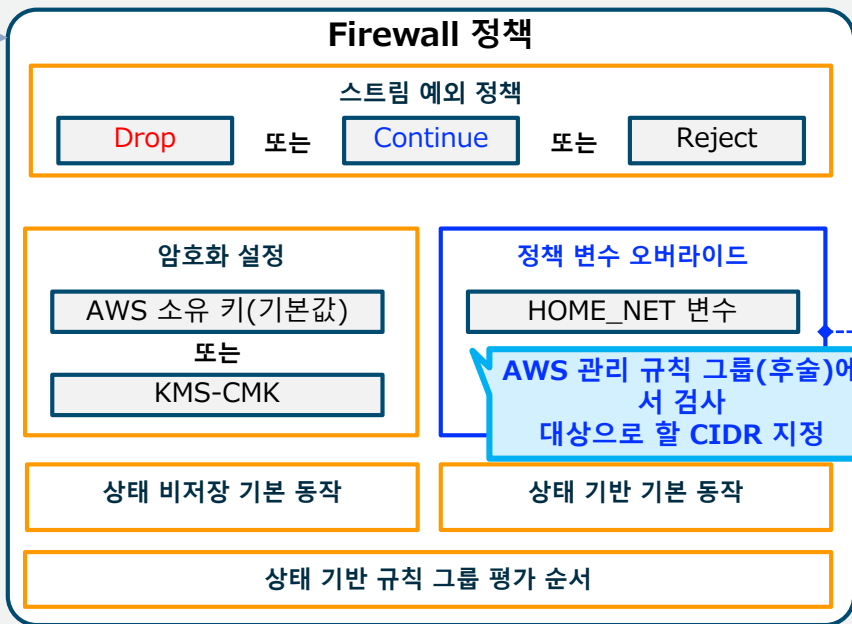 Firewall 정책
스트림 예외 정책
Drop 또는 Continue 또는 Reject
암호화 설정
AWS 소유 키(기본값)
또는
KMS-CMK
정책 변수 오버라이드
HOME_NET 변수
AWS 관리 규칙 그룹(후술)에
서 검사
대상으로 할 CIDR 지정
상태 비저장 기본 동작
상태 기반 기본 동작
상태 기반 규칙 그룹 평가 순서